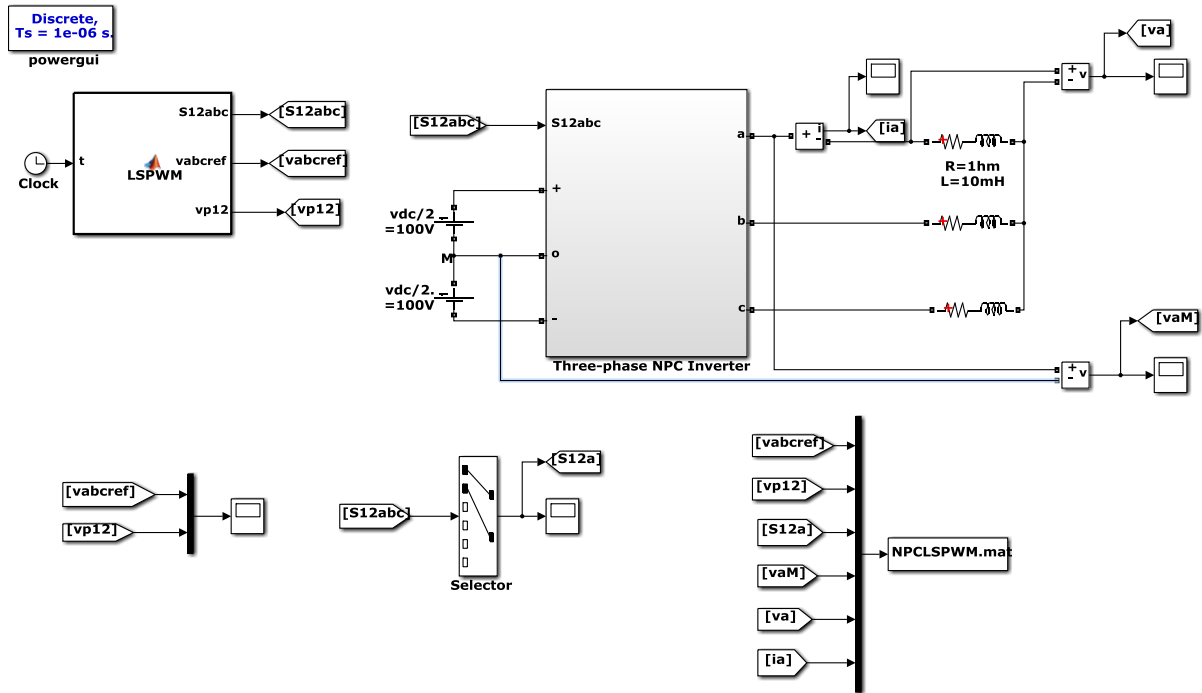 Discrete,
Ts = 1e-06 s.
powergui
Clock
t
LSPWM
S12abc
vabcref
vp12
[S12abc]
[vabcref]
[vp12]
[S12abc]
S12abc
+
o
-
a
b
c
vdc/2
=100V
M
vdc/2.
=100V
Three-phase NPC Inverter
+
-
i
[ia]
R=1hm
L=10mH
+
-
v
[va]
+
-
v
[vaM]
[vabcref]
[vp12]
[S12abc]
Selector
[S12a]
[vabcref]
[vp12]
[S12a]
[vaM]
[va]
[ia]
NPCLSPWM.mat